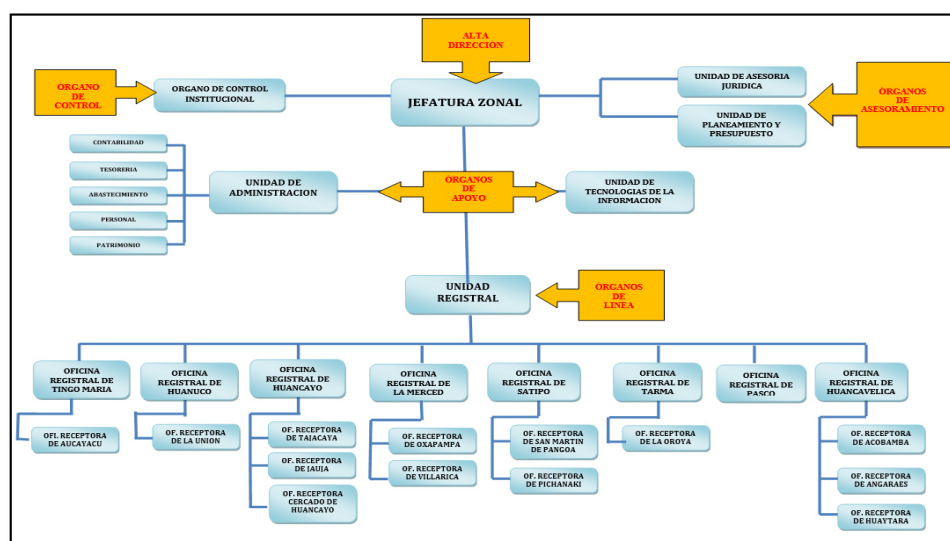 ALTA
DIRECCION
ÓRGANO
DE
CONTROL
ORGANO DE CONTROL
INSTITUCIONAL
JEFATURA ZONAL
UNIDAD DE ASESORIA
JURIDICA
UNIDAD DE
PLANEAMIENTO Y
PRESUPUESTO
ÓRGANOS
DE
ASESORAMIENTO
CONTABILIDAD
TESORERIA
ABASTECIMIENTO
PERSONAL
PATRIMONIO
UNIDAD DE
ADMINISTRACION
ÓRGANOS
DE
APOYO
UNIDAD DE
TECNOLOGIAS DE LA
INFORMACION
UNIDAD
REGISTRAL
ÓRGANOS
DE
LINEA
OFICINA
REGISTRAL DE
TINGO MARIA
OFICINA
REGISTRAL DE
HUANUCO
OFICINA
REGISTRAL DE
HUANCAYO
OFICINA
REGISTRAL DE
LA MERCED
OFICINA
REGISTRAL DE
SATIPO
OFICINA
REGISTRAL DE
TARMA
OFICINA
REGISTRAL DE
PASCO
OFICINA
REGISTRAL DE
HUANCAVELICA
OFI. RECEPTORA
DE AUCAYACU
OF. RECEPTORA
DE LA UNION
OF. RECEPTORA
DE TAJACAYA
OF. RECEPTORA
DE JAUJA
OF. RECEPTORA
CERCADO DE
HUANCAYO
OF. RECEPTORA
DE OXAPAMPA
OF. RECEPTORA
DE VILLARICA
OF. RECEPTORA
DE SAN MARTIN
DE PANGOA
OF. RECEPTORA
DE PICHANAKI
OF. RECEPTORA
DE LA OROYA
OF. RECEPTORA
DE ACOBAMBA
OF. RECEPTORA
DE ANGARAES
OF. RECEPTORA
DE HUAYTARA